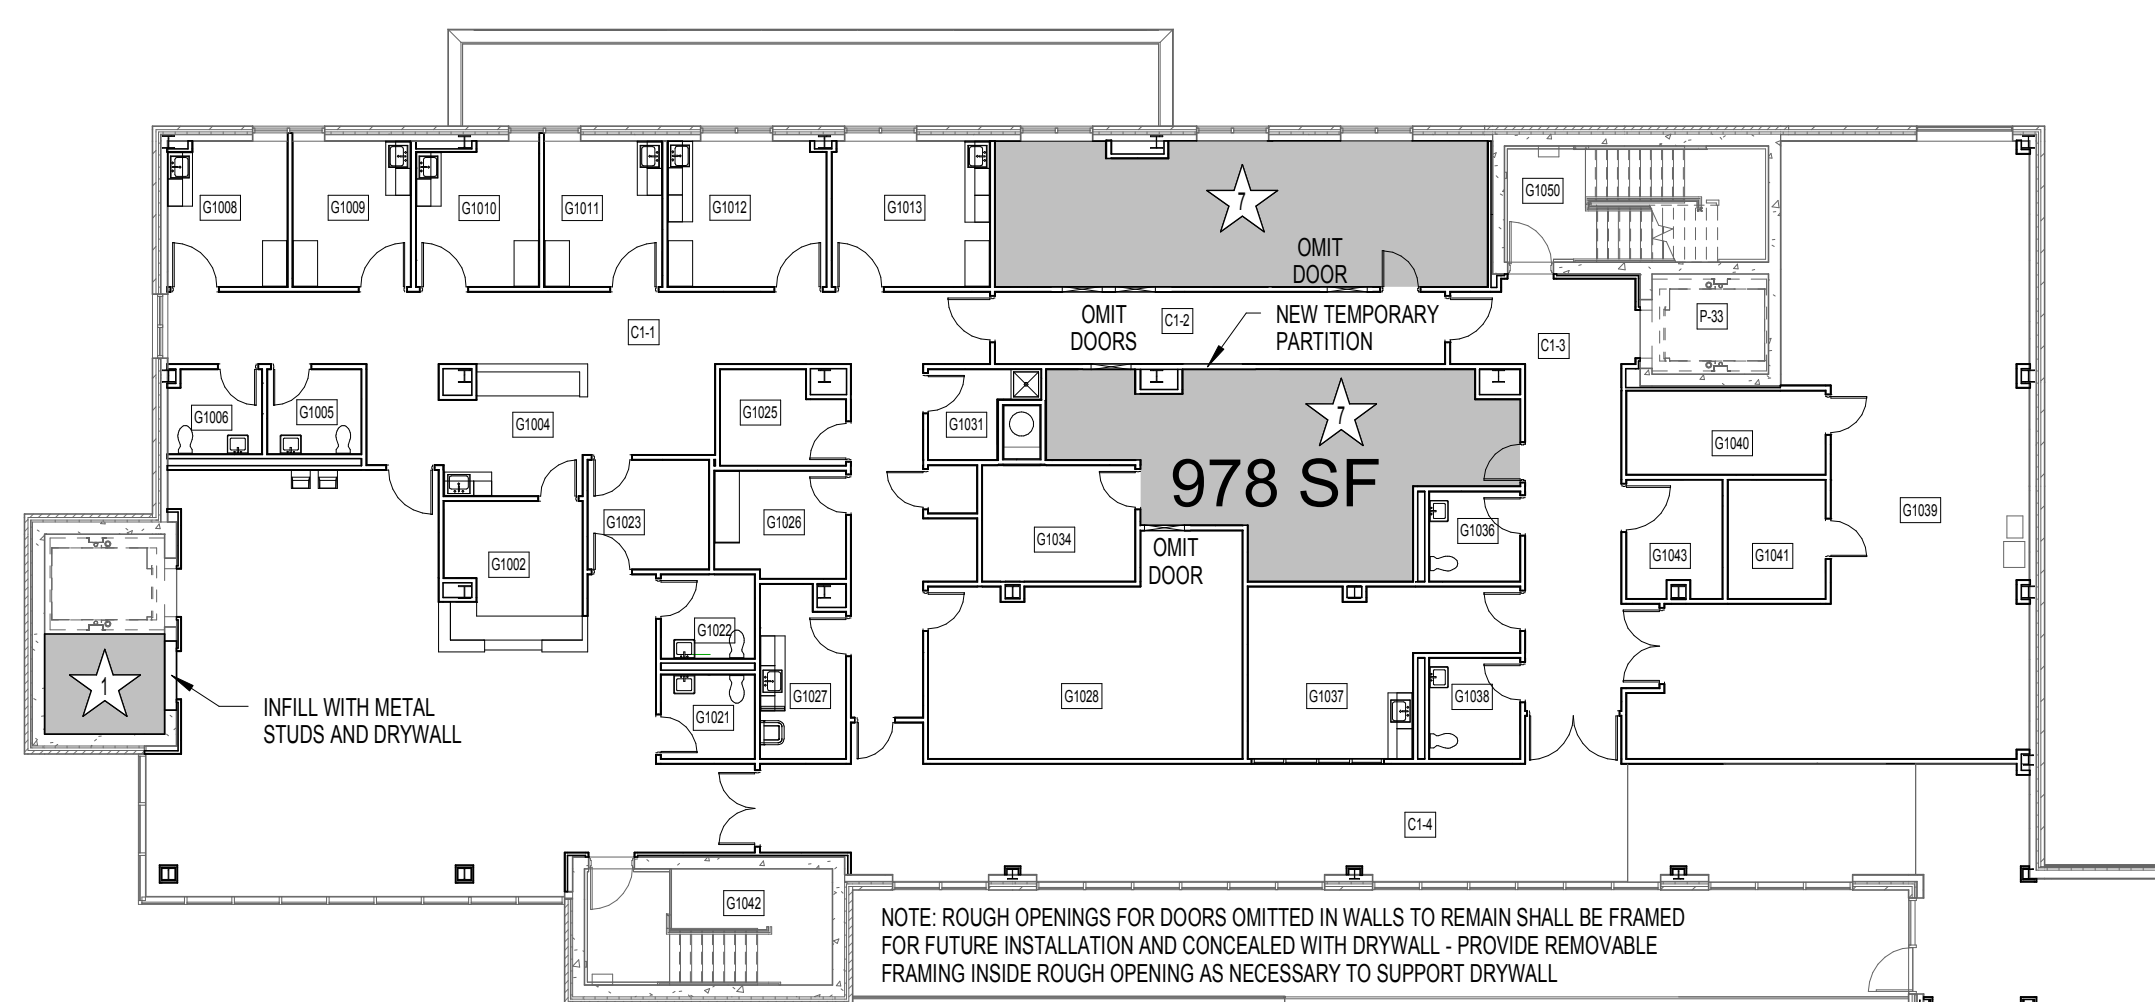 G1008
G1009
G1010
G1011
G1012
G1013
7
G1050
OMIT
DOOR
C1-1
OMIT
DOORS
C1-2
NEW TEMPORARY
PARTITION
C1-3
P-33
G1006
G1005
G1004
G1025
G1031
7
G1040
978 SF
G1002
G1023
G1026
G1034
OMIT
DOOR
G1036
G1043
G1041
G1039
1
INFILL WITH METAL
STUDS AND DRYWALL
G1022
G1021
G1027
G1028
G1037
G1038
C1-4
G1042
NOTE: ROUGH OPENINGS FOR DOORS OMITTED IN WALLS TO REMAIN SHALL BE FRAMED
FOR FUTURE INSTALLATION AND CONCEALED WITH DRYWALL - PROVIDE REMOVABLE
FRAMING INSIDE ROUGH OPENING AS NECESSARY TO SUPPORT DRYWALL